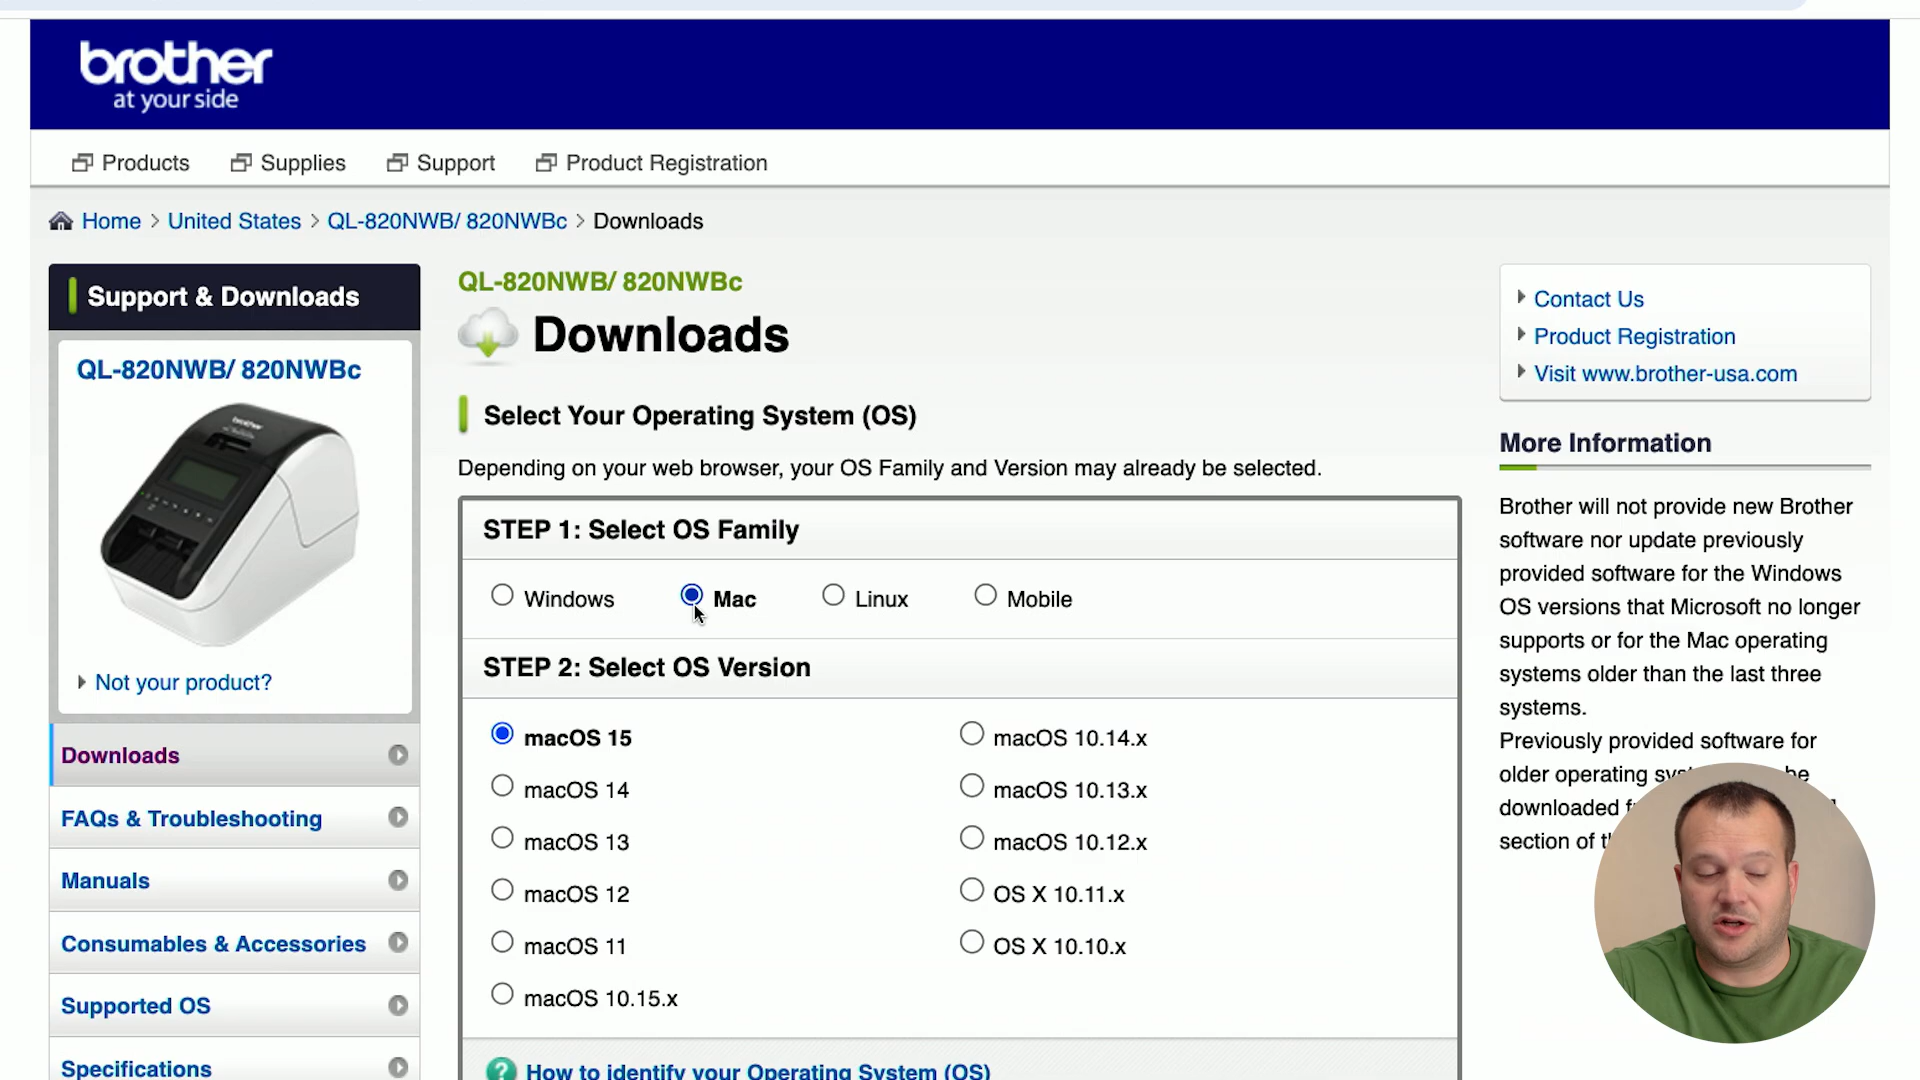 brother
at your side
Products
Supplies
Support
Product Registration
Home > United States > QL-820NWB/ 820NWBc > Downloads
Support & Downloads
QL-820NWB/ 820NWBc
brother
Not your product?
Downloads
FAQs & Troubleshooting
Manuals
Consumables & Accessories
Supported OS
Specifications
QL-820NWB/ 820NWBc
Downloads
Select Your Operating System (OS)
Depending on your web browser, your OS Family and Version may already be selected.
STEP 1: Select OS Family
Windows
Mac
Linux
Mobile
STEP 2: Select OS Version
macOS 15
macOS 14
macOS 13
macOS 12
macOS 11
macOS 10.15.x
macOS 10.14.x
macOS 10.13.x
macOS 10.12.x
OS X 10.11.x
OS X 10.10.x
? How to identify your Operating System (OS)
Contact Us
Product Registration
Visit www.brother-usa.com
More Information
Brother will not provide new Brother
software nor update previously
provided software for the Windows
OS versions that Microsoft no longer
supports or for the Mac operating
systems older than the last three
systems.
Previously provided software for
older operating be
downloaded
section of